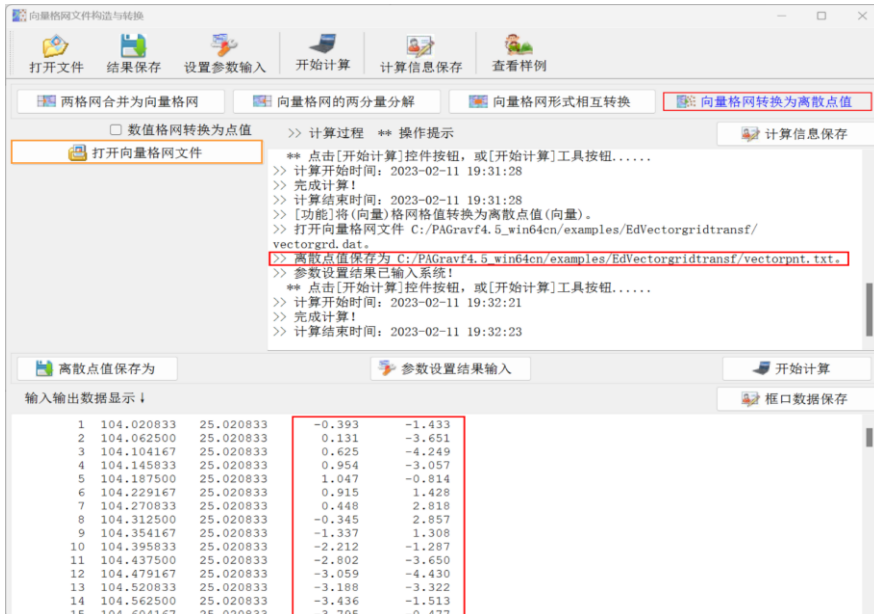 向量格网文件构造与转换
打开文件 结果保存 设置参数输入 开始计算 计算信息保存 查看样例
两格网合并为向量格网 向量格网的两分量分解 向量格网形式相互转换 向量格网转换为离散点值
数值格网转换为点值 >> 计算过程 ** 操作提示 计算信息保存
打开向量格网文件
** 点击[开始计算]控件按钮，或[开始计算]工具按钮......
>> 计算开始时间：2023-02-11 19:31:28
>> 完成计算！
>> 计算结束时间：2023-02-11 19:31:28
>> [功能]将(向量)格网格值转换为离散点值(向量)。
>> 打开向量格网文件 C:/PAGravf4.5_win64cn/examples/EdVectorgridtransf/
vectorgrd.dat。
>> 离散点值保存为 C:/PAGravf4.5_win64cn/examples/EdVectorgridtransf/vectorpnt.txt。
>> 参数设置结果已输入系统！
** 点击[开始计算]控件按钮，或[开始计算]工具按钮......
>> 计算开始时间：2023-02-11 19:32:21
>> 完成计算！
>> 计算结束时间：2023-02-11 19:32:23
离散点值保存为 参数设置结果输入 开始计算
输入输出数据显示↓ 框口数据保存
1 104.020833 25.020833 -0.393 -1.433
2 104.062500 25.020833 0.131 -3.651
3 104.104167 25.020833 0.625 -4.249
4 104.145833 25.020833 0.954 -3.057
5 104.187500 25.020833 1.047 -0.814
6 104.229167 25.020833 0.915 1.428
7 104.270833 25.020833 0.448 2.818
8 104.312500 25.020833 -0.345 2.857
9 104.354167 25.020833 -1.337 1.308
10 104.395833 25.020833 -2.212 -1.287
11 104.437500 25.020833 -2.802 -3.650
12 104.479167 25.020833 -3.059 -4.430
13 104.520833 25.020833 -3.188 -3.322
14 104.562500 25.020833 -3.436 -1.513
15 104.604167 25.020833 -3.705 -0.477